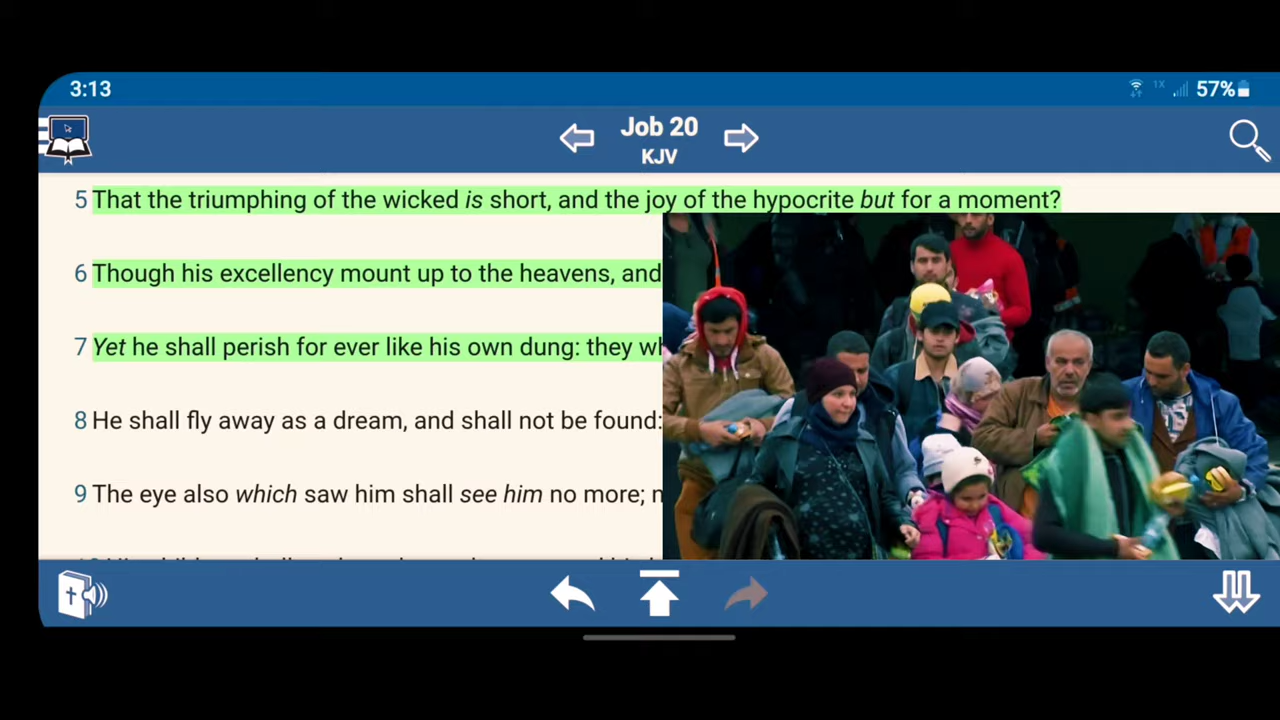 3:13
1X
57%
Job 20
KJV
5 That the triumphing of the wicked is short, and the joy of the hypocrite but for a moment?
6 Though his excellency mount up to the heavens, and
7 Yet he shall perish for ever like his own dung: they
8 He shall fly away as a dream, and shall not be found:
9 The eye also which saw him shall see him no more;